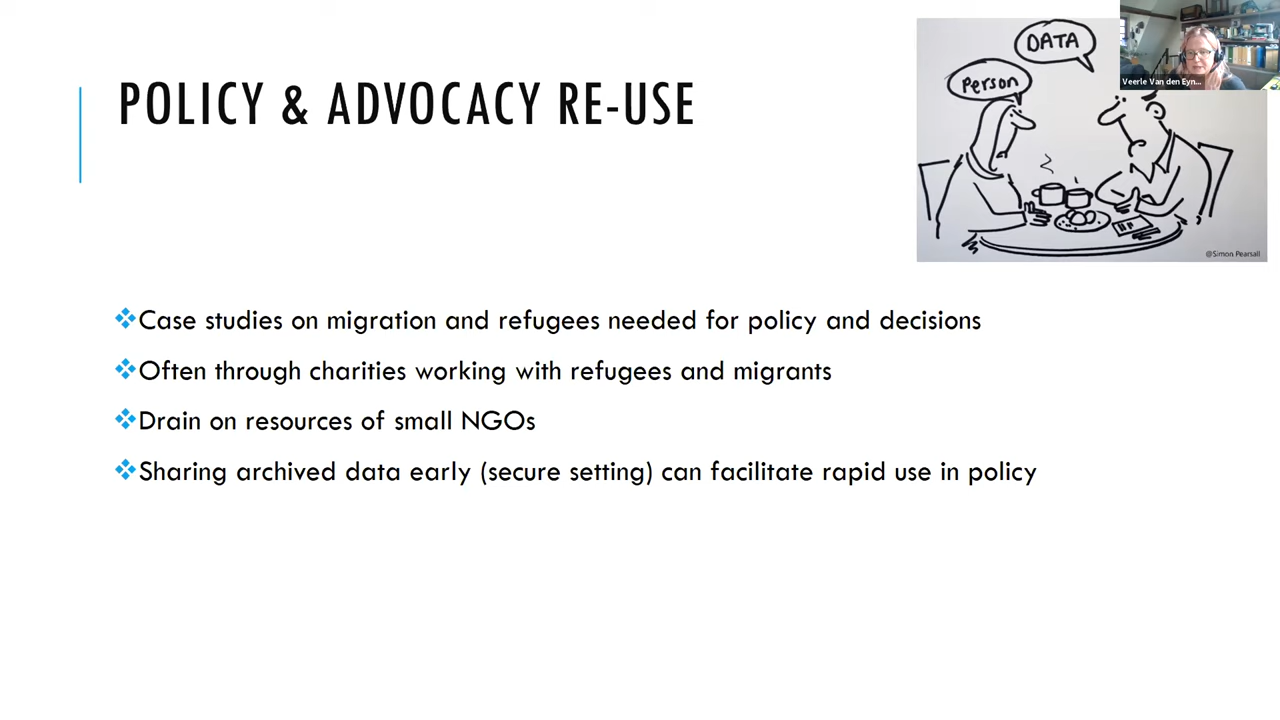 POLICY & ADVOCACY RE-USE
DATA
Person
Veerle Van den Eyn...
@Simon Pearsall
Case studies on migration and refugees needed for policy and decisions
Often through charities working with refugees and migrants
Drain on resources of small NGOs
Sharing archived data early (secure setting) can facilitate rapid use in policy